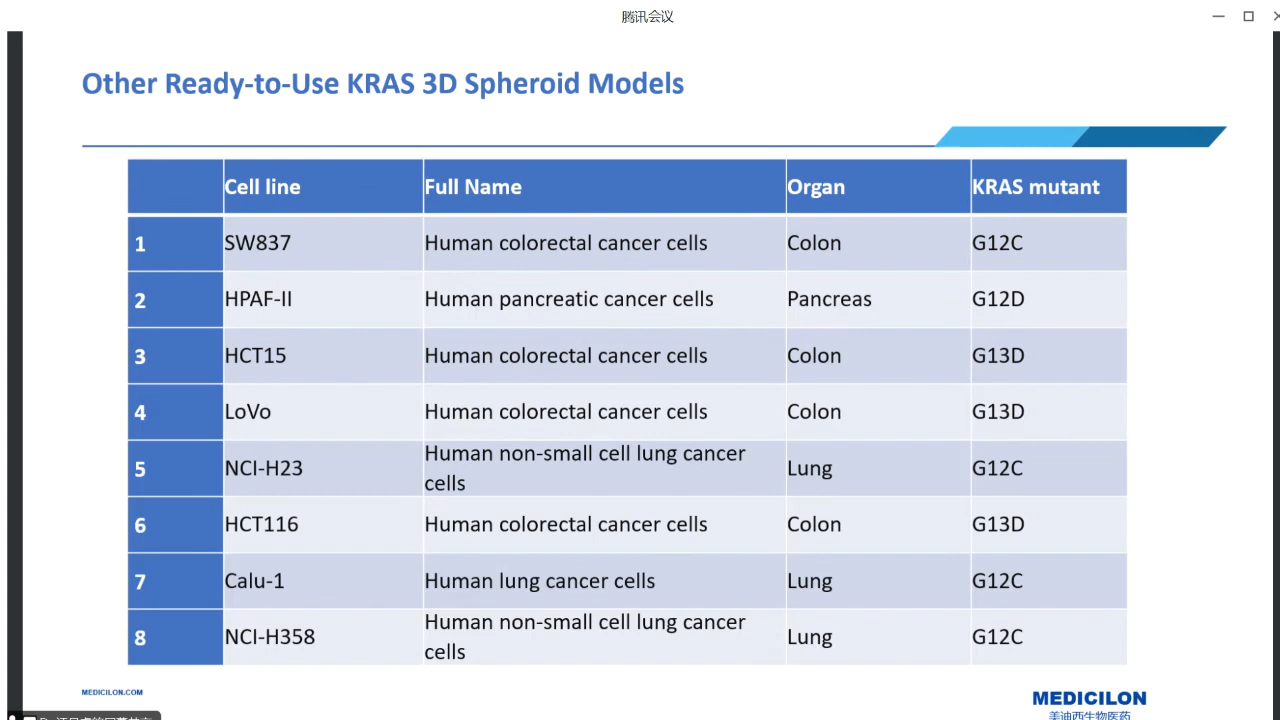 腾讯会议
Other Ready-to-Use KRAS 3D Spheroid Models
Cell line Full Name Organ KRAS mutant
1 SW837 Human colorectal cancer cells Colon G12C
2 HPAF-II Human pancreatic cancer cells Pancreas G12D
3 HCT15 Human colorectal cancer cells Colon G13D
4 LoVo Human colorectal cancer cells Colon G13D
5 NCI-H23 Human non-small cell lung cancer cells Lung G12C
6 HCT116 Human colorectal cancer cells Colon G13D
7 Calu-1 Human lung cancer cells Lung G12C
8 NCI-H358 Human non-small cell lung cancer cells Lung G12C
MEDICILON.COM
MEDICILON
美迪西生物医药